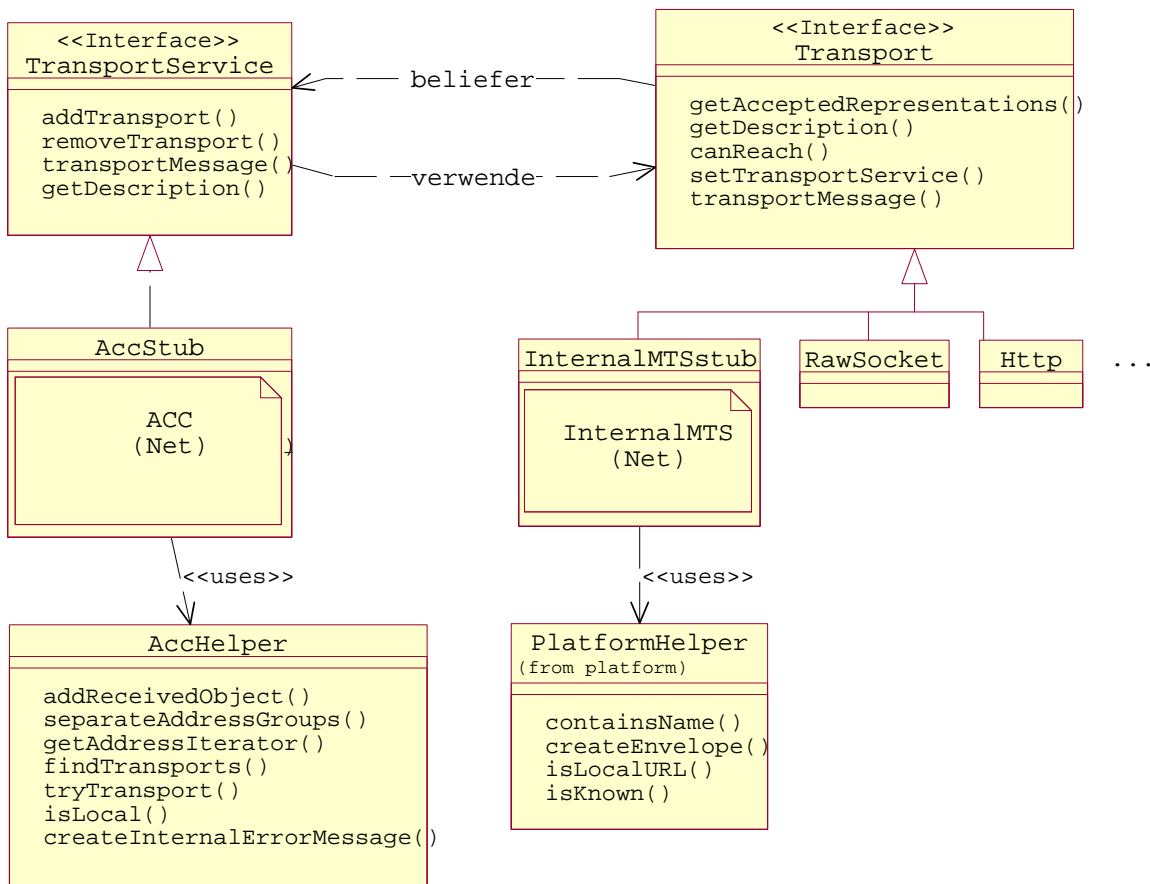 <<Interface>>
TransportService
addTransport()
removeTransport()
transportMessage()
getDescription()
beliefer
verwende
<<Interface>>
Transport
getAcceptedRepresentations()
getDescription()
canReach()
setTransportService()
transportMessage()
AccStub
ACC
(Net)
)
InternalMTSstub
InternalMTS
(Net)
RawSocket
Http
...
<<uses>>
<<uses>>
AccHelper
addReceivedObject()
separateAddressGroups()
getAddressIterator()
findTransports()
tryTransport()
isLocal()
createInternalErrorMessage()
PlatformHelper
(from platform)
containsName()
createEnvelope()
isLocalURL()
isKnown()